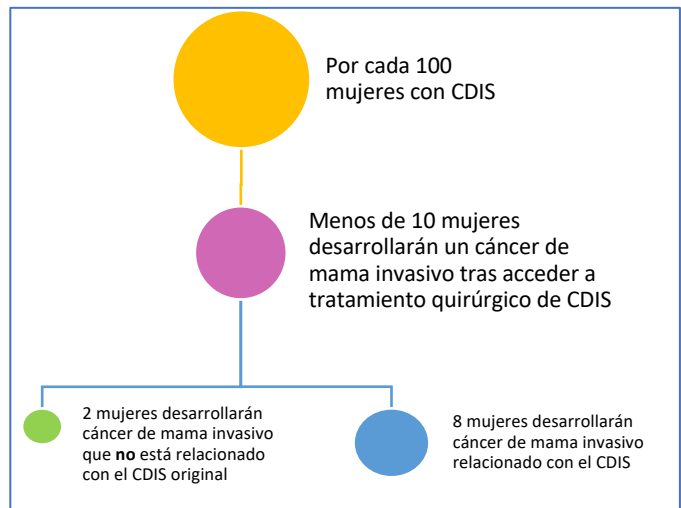 Por cada 100
mujeres con CDIS
Menos de 10 mujeres
desarrollarán un cáncer de
mama invasivo tras acceder a
tratamiento quirúrgico de CDIS
2 mujeres desarrollarán
cáncer de mama invasivo
que no está relacionado
con el CDIS original
8 mujeres desarrollarán
cáncer de mama invasivo
relacionado con el CDIS